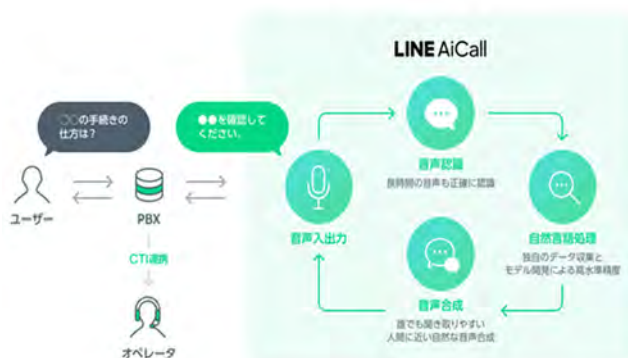 LINE AiCall
○○の手続きの
仕方は？
●●を確認して
ください。
音声認識
長時間の音声も正確に認識
ユーザー
PBX
音声入出力
自然言語処理
独自のデータ収集と
モデル開発による高水準精度
CTI連携
音声合成
誰でも聞き取りやすい
人間に近い自然な音声合成
オペレータ